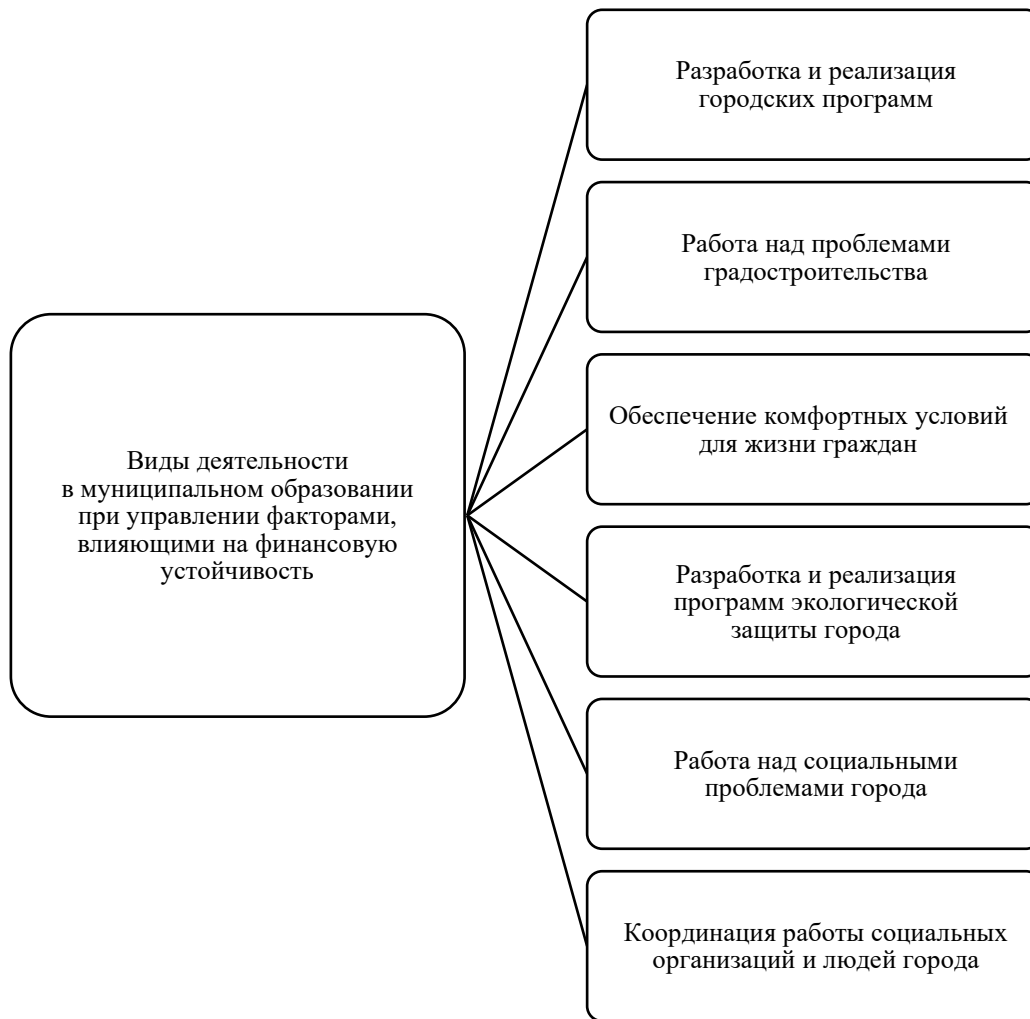 Виды деятельности
в муниципальном образовании
при управлении факторами,
влияющими на финансовую
устойчивость
Разработка и реализация
городских программ
Работа над проблемами
градостроительства
Обеспечение комфортных условий
для жизни граждан
Разработка и реализация
программ экологической
защиты города
Работа над социальными
проблемами города
Координация работы социальных
организаций и людей города